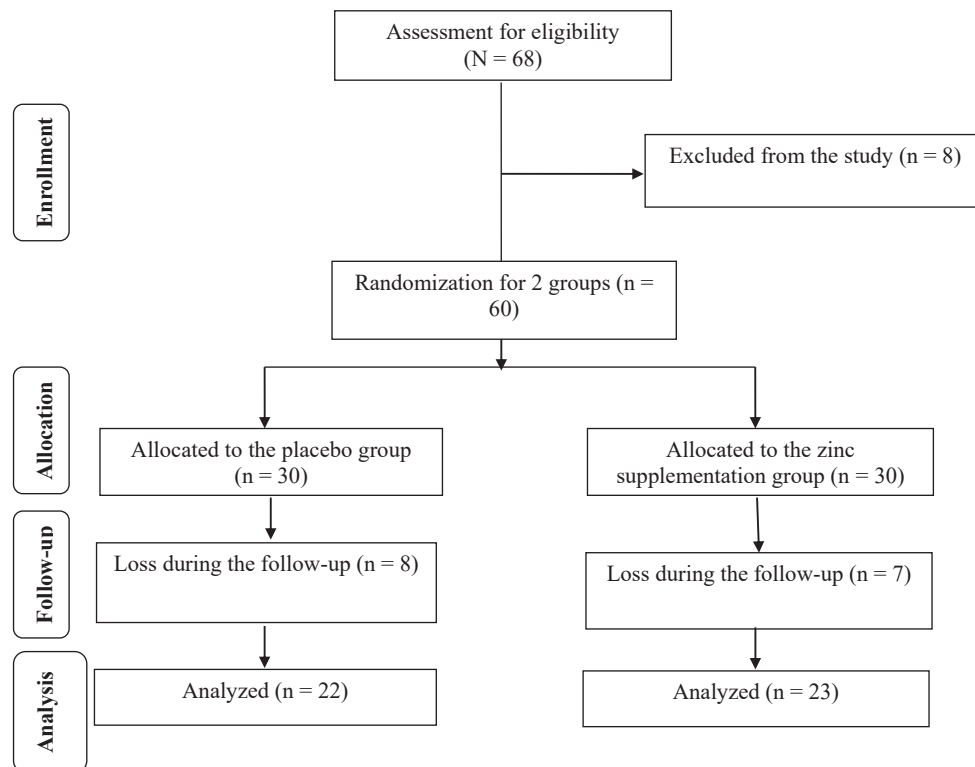 Assessment for eligibility
(N = 68)
Enrollment
Excluded from the study (n = 8)
Randomization for 2 groups (n =
60)
Allocation
Allocated to the placebo group
(n = 30)
Allocated to the zinc
supplementation group (n = 30)
Follow-up
Loss during the follow-up (n = 8)
Loss during the follow-up (n = 7)
Analysis
Analyzed (n = 22)
Analyzed (n = 23)